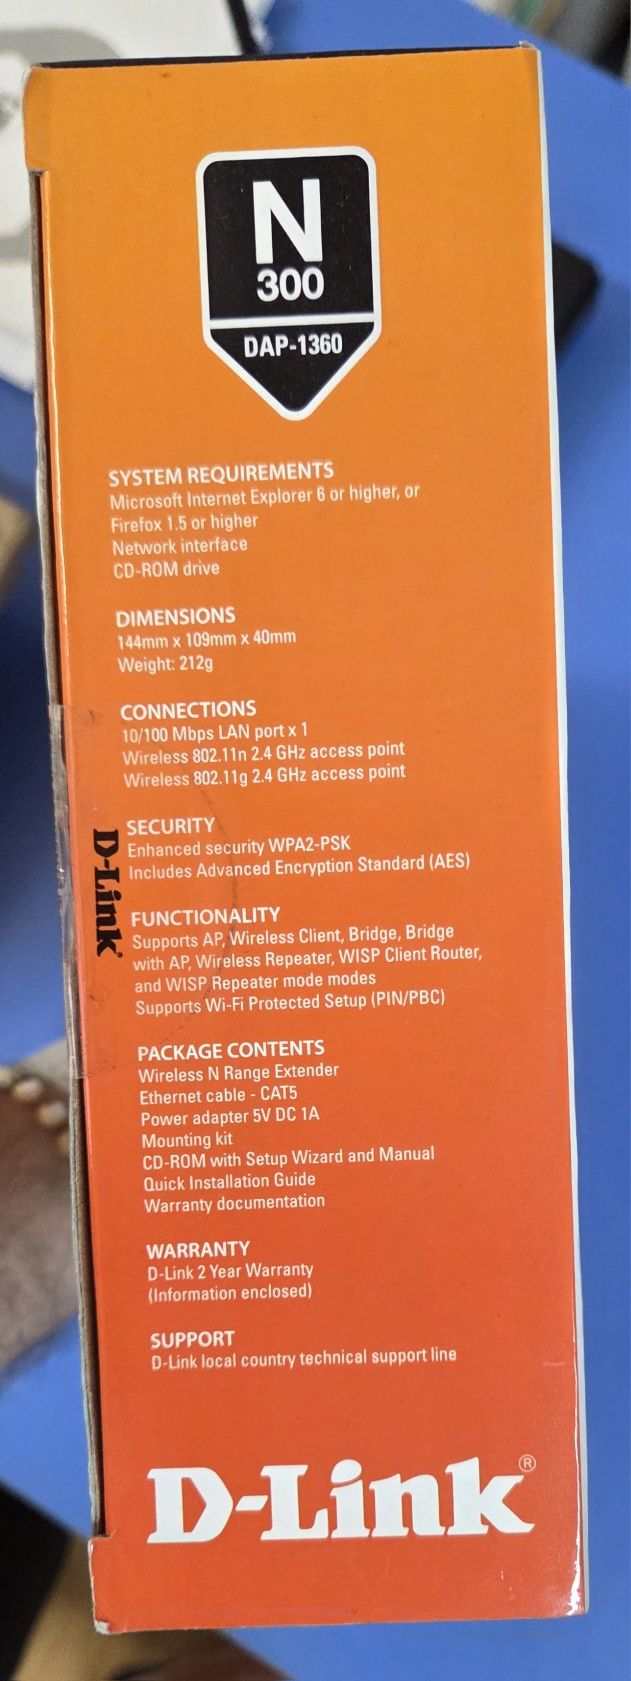 N
300
DAP-1360
SYSTEM REQUIREMENTS
Microsoft Internet Explorer 6 or higher, or
Firefox 1.5 or higher
Network interface
CD-ROM drive
DIMENSIONS
144mm x 109mm x 40mm
Weight: 212g
CONNECTIONS
10/100 Mbps LAN port x 1
Wireless 802.11n 2.4 GHz access point
Wireless 802.11g 2.4 GHz access point
SECURITY
Enhanced security WPA2-PSK
Includes Advanced Encryption Standard (AES)
D-Link
FUNCTIONALITY
Supports AP, Wireless Client, Bridge, Bridge
with AP, Wireless Repeater, WISP Client Router,
and WISP Repeater mode modes
Supports Wi-Fi Protected Setup (PIN/PBC)
PACKAGE CONTENTS
Wireless N Range Extender
Ethernet cable - CAT5
Power adapter 5V DC 1A
Mounting kit
CD-ROM with Setup Wizard and Manual
Quick Installation Guide
Warranty documentation
WARRANTY
D-Link 2 Year Warranty
(Information enclosed)
SUPPORT
D-Link local country technical support line
D-Link®